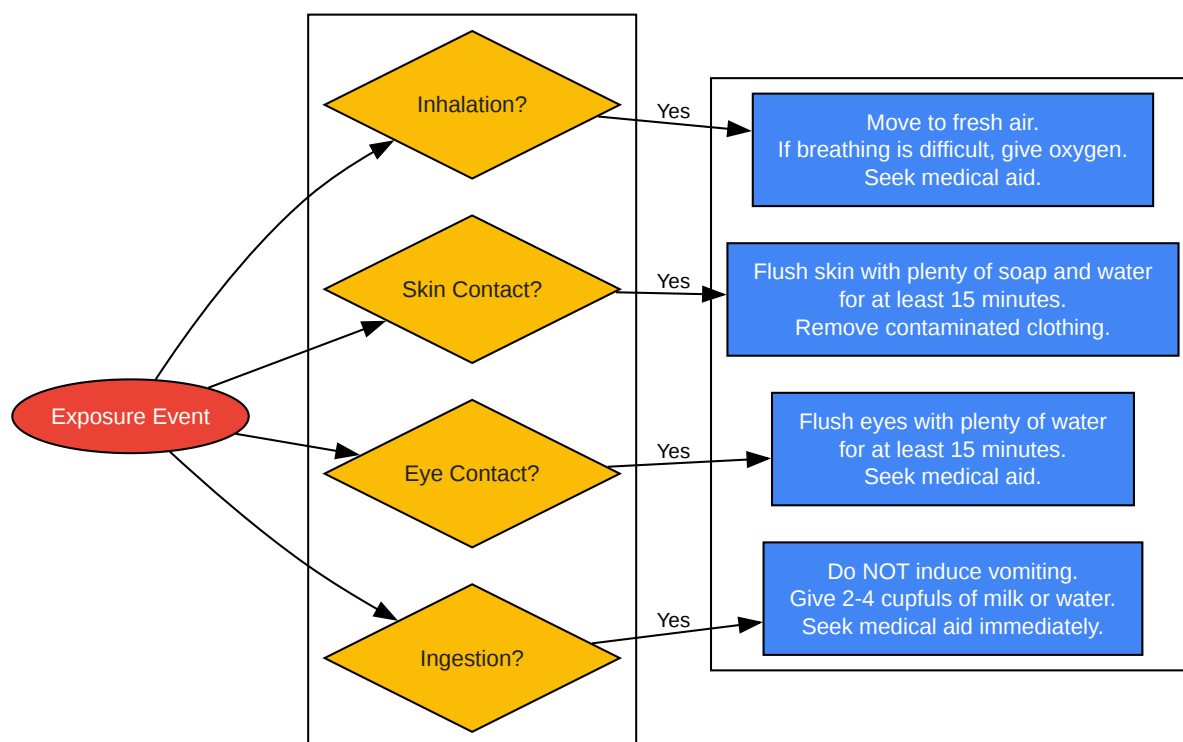 Exposure Event
Inhalation?
Yes
Move to fresh air.
If breathing is difficult, give oxygen.
Seek medical aid.
Skin Contact?
Yes
Flush skin with plenty of soap and water
for at least 15 minutes.
Remove contaminated clothing.
Eye Contact?
Yes
Flush eyes with plenty of water
for at least 15 minutes.
Seek medical aid.
Ingestion?
Yes
Do NOT induce vomiting.
Give 2-4 cupfuls of milk or water.
Seek medical aid immediately.